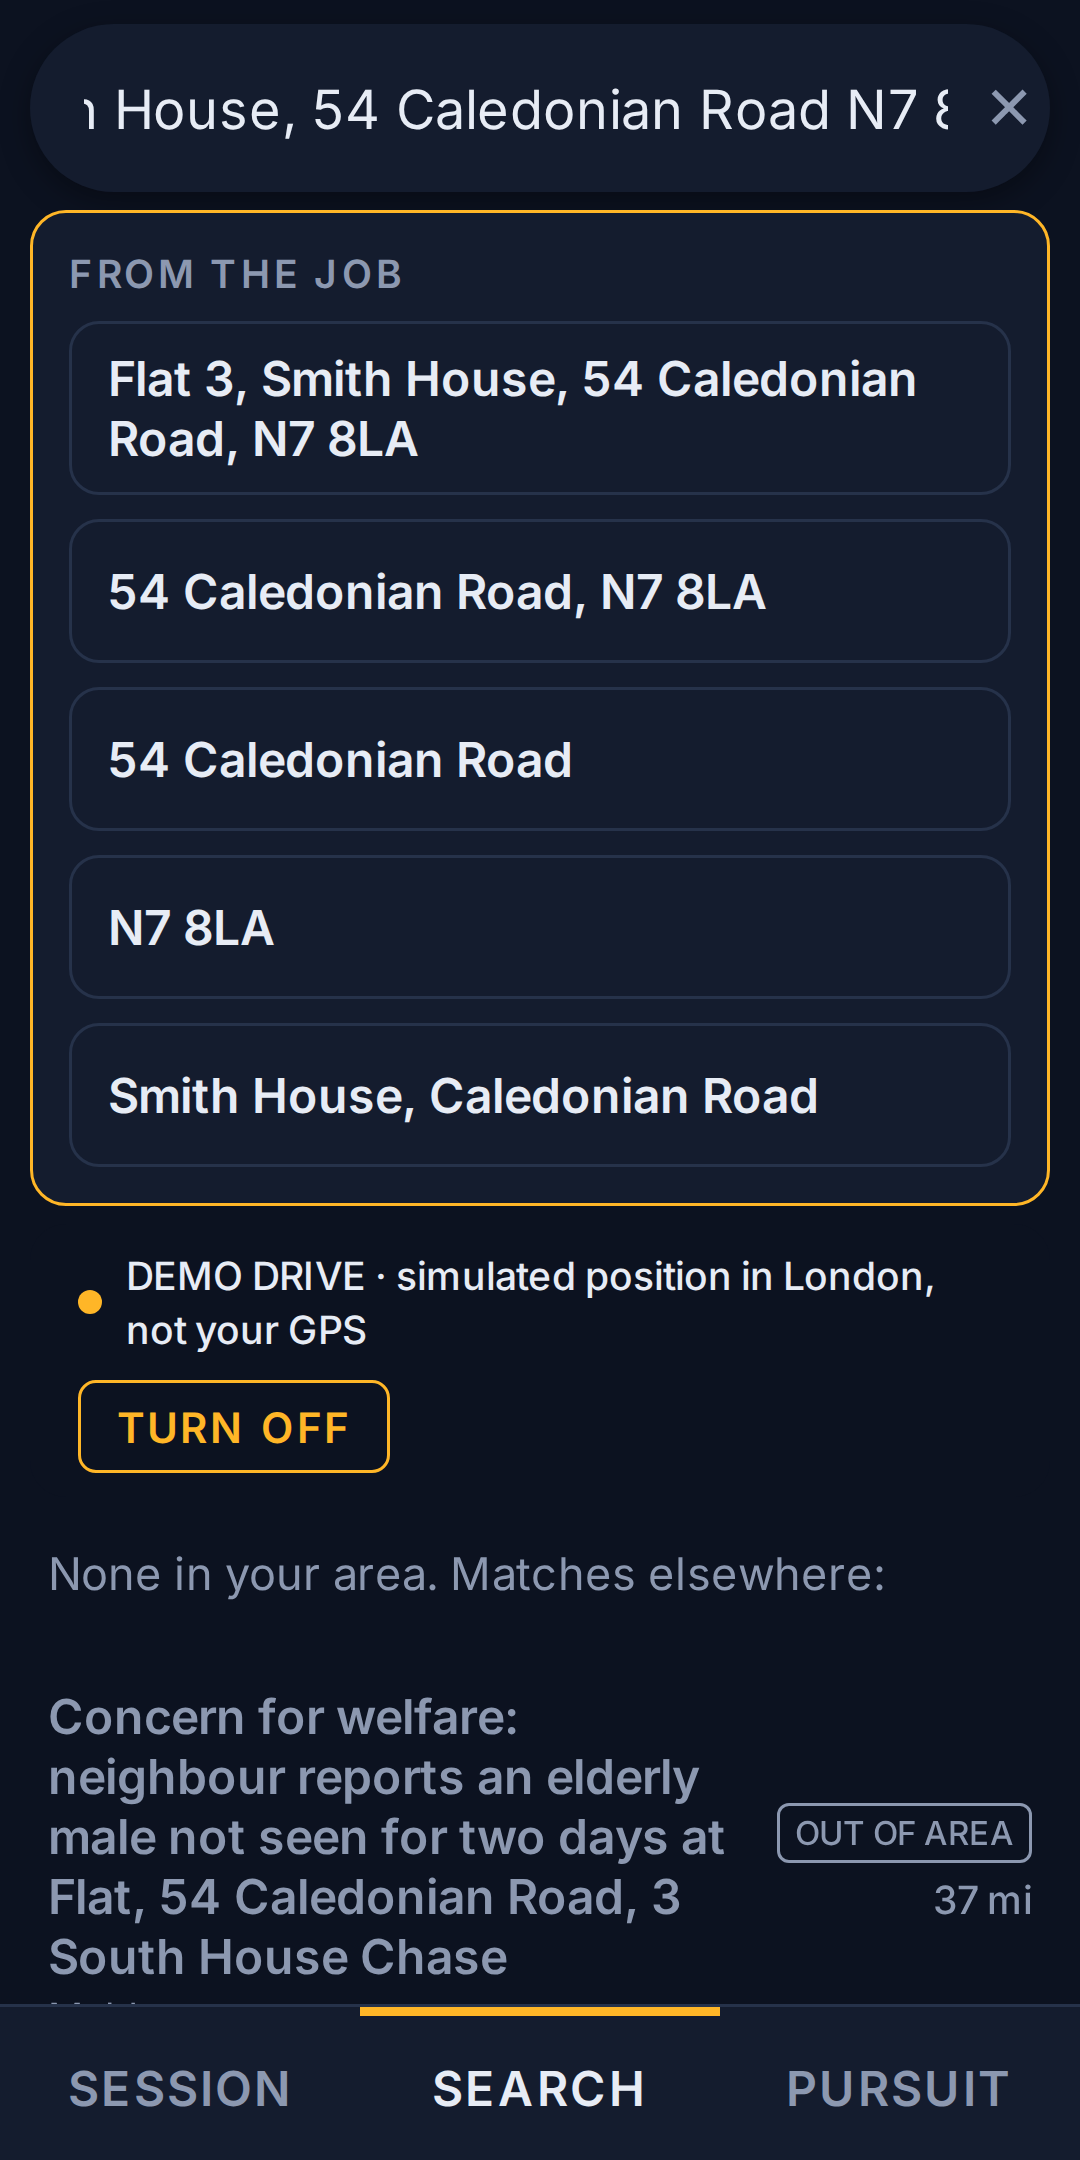 House, 54 Caledonian Road N7
FROM THE JOB
Flat 3, Smith House, 54 Caledonian
Road, N7 8LA
54 Caledonian Road, N7 8LA
54 Caledonian Road
N7 8LA
Smith House, Caledonian Road
DEMO DRIVE · simulated position in London,
not your GPS
TURN OFF
None in your area. Matches elsewhere:
Concern for welfare:
neighbour reports an elderly
male not seen for two days at
Flat, 54 Caledonian Road, 3
South House Chase
OUT OF AREA
37 mi
SESSION
SEARCH
PURSUIT